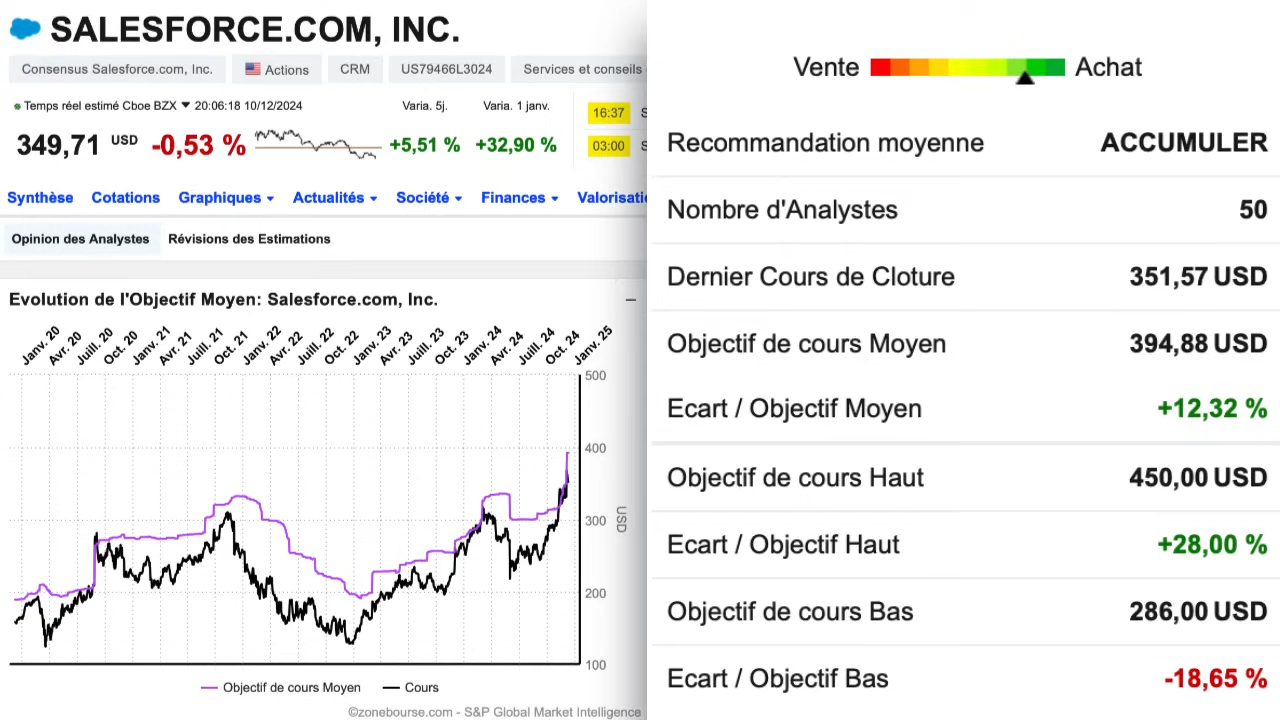 SALESFORCE.COM, INC.
Consensus Salesforce.com, Inc.
Actions
CRM
US79466L3024
Services et conseils
Temps réel estimé Cboe BZX
20:06:18 10/12/2024
Varia. 5j.
Varia. 1 janv.
16:37
349,71 USD
-0,53 %
+5,51 %
+32,90 %
03:00
Synthèse
Cotations
Graphiques
Actualités
Société
Finances
Valorisati
Opinion des Analystes
Révisions des Estimations
Evolution de l'Objectif Moyen: Salesforce.com, Inc.
Janv. 20
Avr. 20
Juill. 20
Oct. 20
Janv. 21
Avr. 21
Juill. 21
Oct. 21
Janv. 22
Avr. 22
Juill. 22
Oct. 22
Janv. 23
Avr. 23
Juill. 23
Oct. 23
Janv. 24
Avr. 24
Juill. 24
Oct. 24
Janv. 25
500
400
300
200
100
USD
Objectif de cours Moyen
Cours
©zonebourse.com - S&P Global Market Intelligence
Vente
Achat
Recommandation moyenne ACCUMULER
Nombre d'Analystes 50
Dernier Cours de Cloture 351,57 USD
Objectif de cours Moyen 394,88 USD
Ecart / Objectif Moyen +12,32 %
Objectif de cours Haut 450,00 USD
Ecart / Objectif Haut +28,00 %
Objectif de cours Bas 286,00 USD
Ecart / Objectif Bas -18,65 %